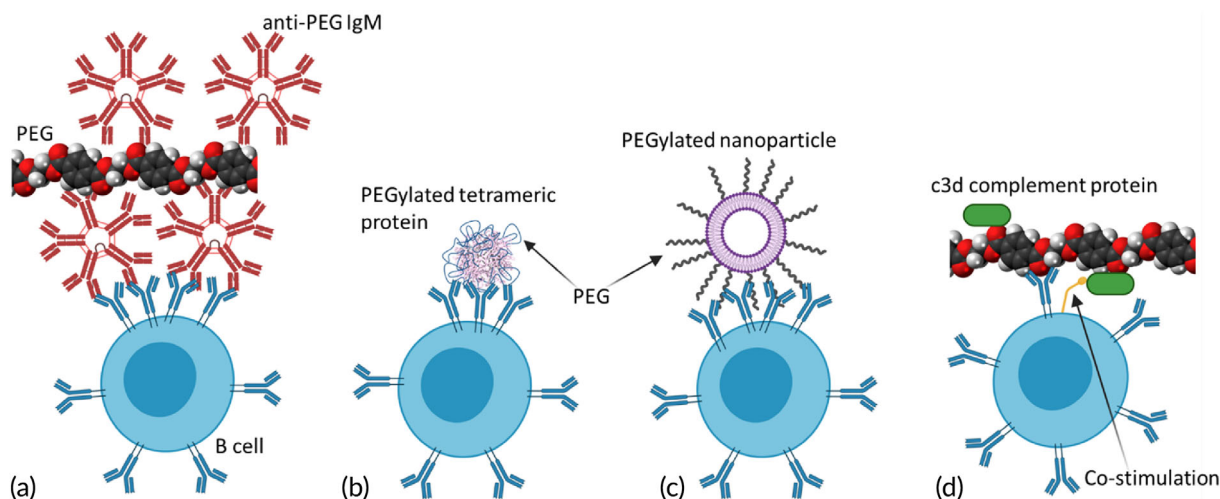 anti-PEG IgM
PEG
PEGylated tetrameric
protein
PEGylated nanoparticle
PEG
c3d complement protein
B cell
Co-stimulation
(a)
(b)
(c)
(d)